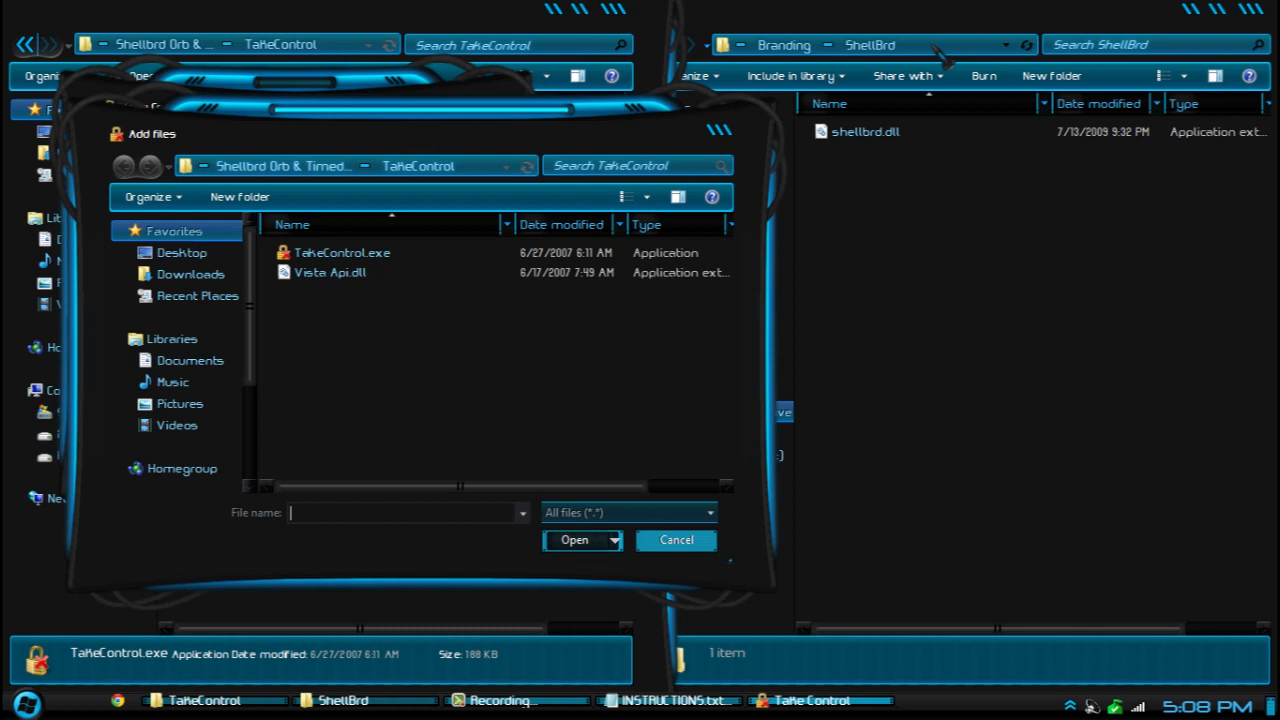 Shellbrd Orb & ... TakeControl
Search TakeControl
Branding ShellBrd
Search ShellBrd
Organi
Open
Include in library
Share with
Burn
New folder
Name
Date modified
Type
shellbrd.dll
7/13/2009 9:32 PM
Application ext...
Add files
Shellbrd Orb & Timed... TakeControl
Search TakeControl
Organize
New folder
Favorites
Desktop
Downloads
Recent Places
Libraries
Documents
Music
Pictures
Videos
Homegroup
Name
Date modified
Type
TakeControl.exe
6/27/2007 6:11 AM
Application
Vista Api.dll
6/17/2007 7:49 AM
Application ext...
File name:
All files (*.*)
Open
Cancel
TakeControl.exe Application Date modified: 6/27/2007 6:11 AM
Size: 188 KB
1 item
TakeControl
ShellBrd
Recording...
INSTRUCTIONS.txt...
Take Control
5:08 PM